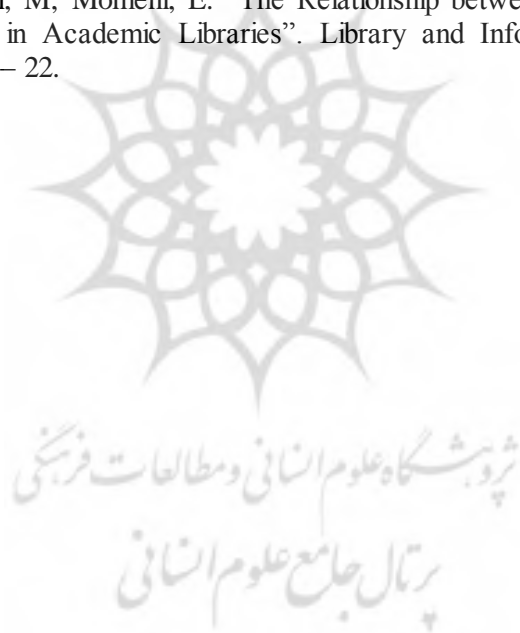 , M, Momeni, E. “The Relationship betwe
in Academic Libraries”. Library and Info
– 22.
پژوهشگاه علوم انسانی و مطالعات فرهنگی
پرتال جامع علوم انسانی